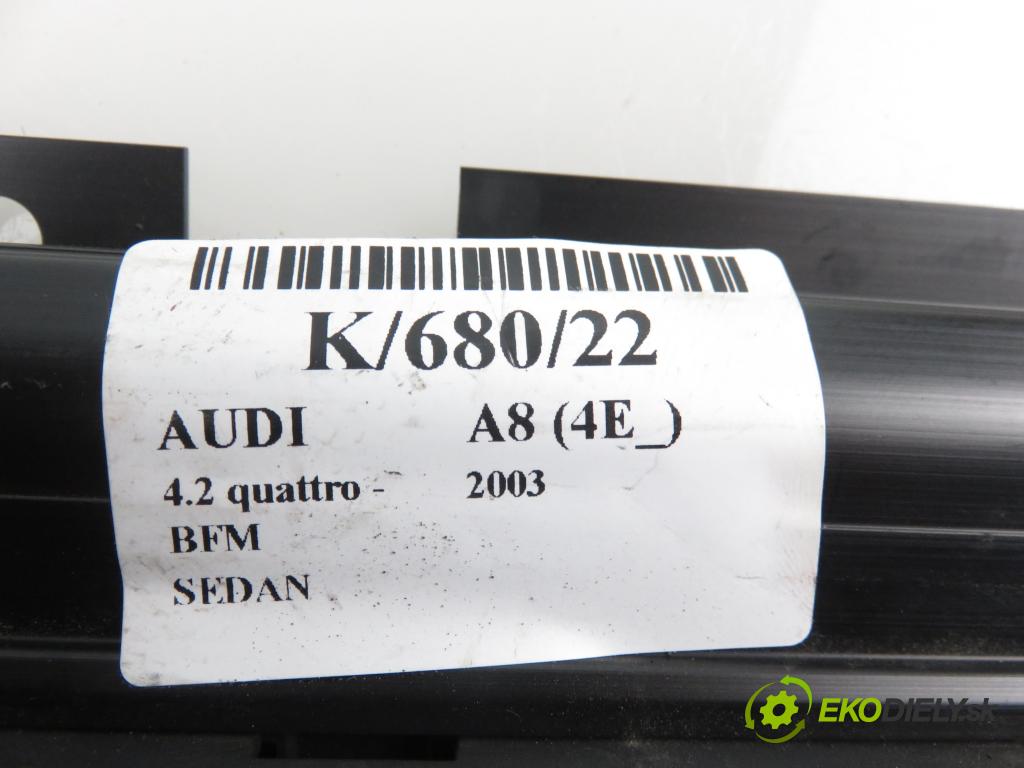 K/680/22
AUDI A8 (4E_)
4.2 quattro - 2003
BFM
SEDAN
EKODIELY.sk